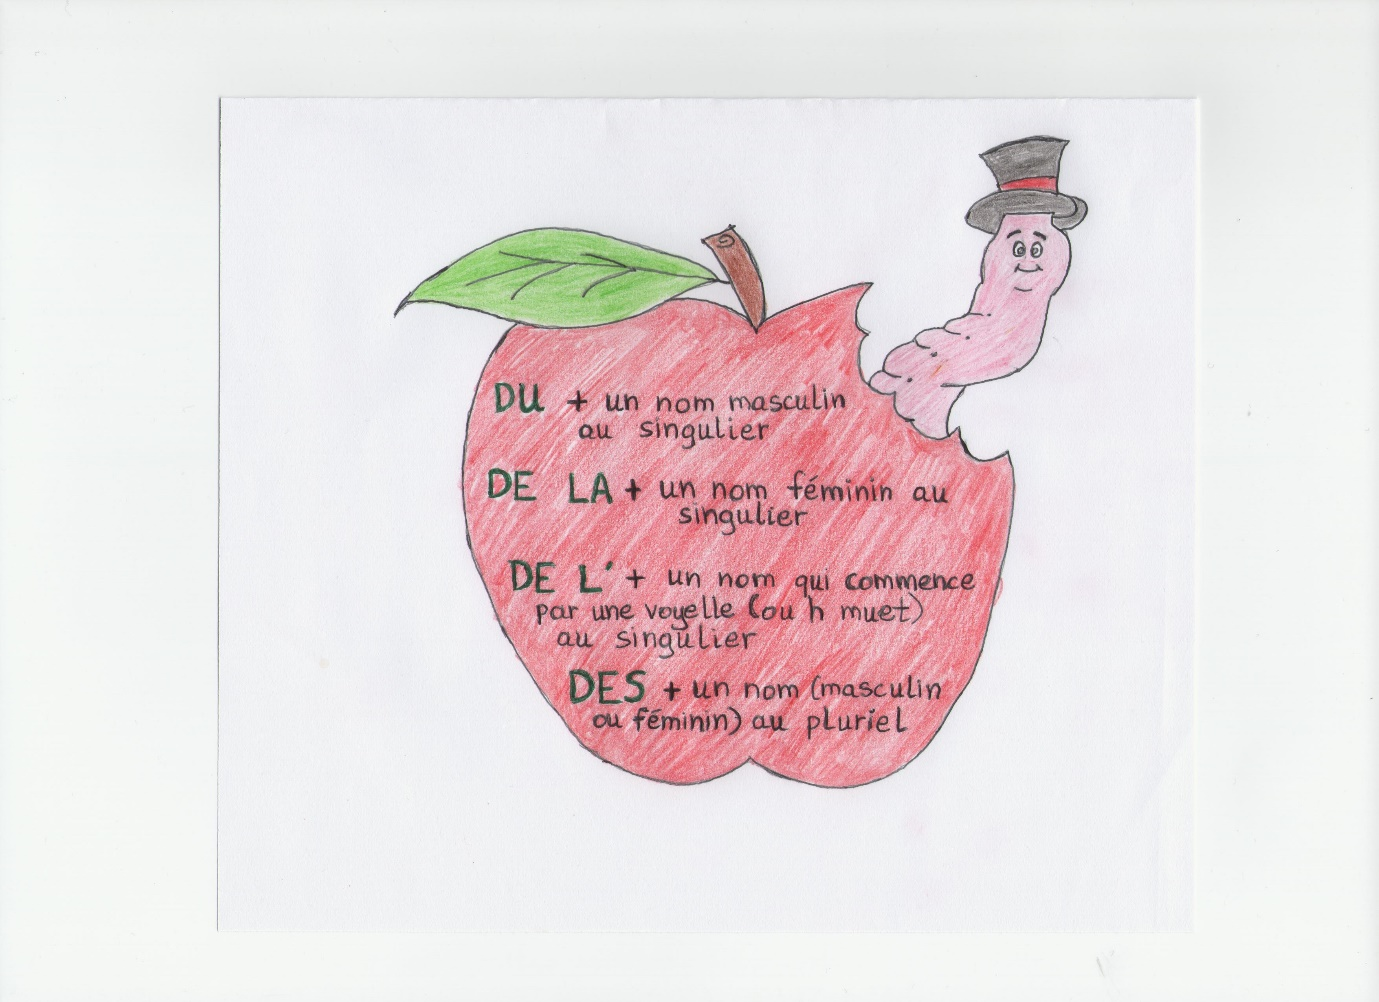 DU + un nom masculin
au singulier
DE LA + un nom féminin au
singulier
DE L' + un nom qui commence
par une voyelle (ou h muet)
au singulier
DES + un nom (masculin
ou féminin) au pluriel